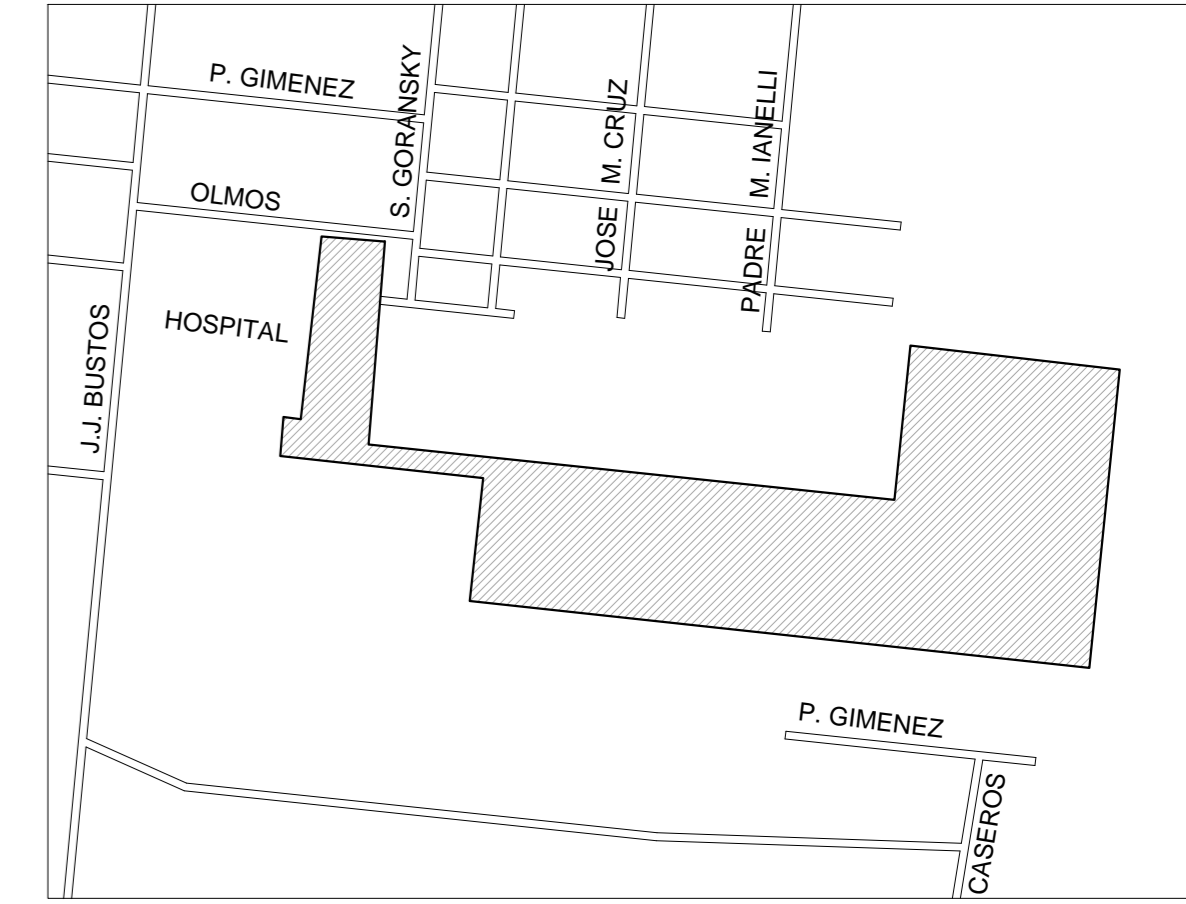 P. GIMENEZ
S. GORANSKY
JOSE M. CRUZ
PADRE M. IANELLI
OLMOS
HOSPITAL
J.J. BUSTOS
P. GIMENEZ
CASEROS